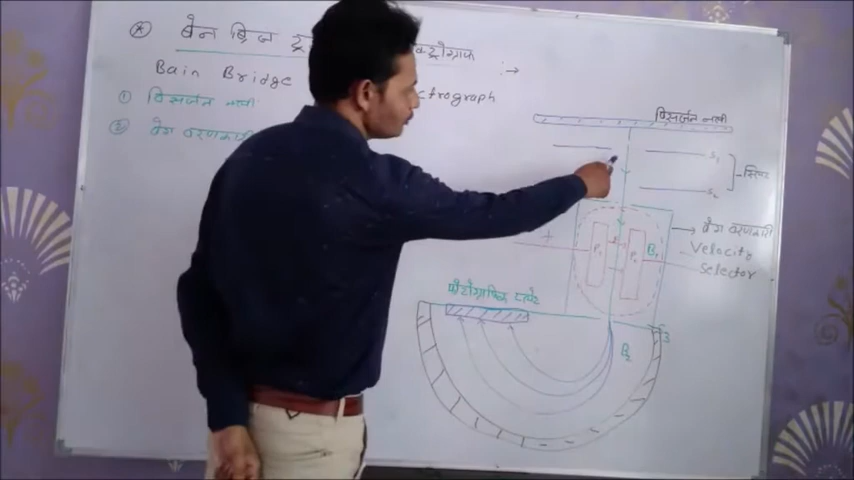 बेन ब्रिज
क्ट्रोग्राफ
Bain Bridge
ctrograph
① विसर्जन नली
② वेग वरणकारी
विसर्जन नली
S₁
स्लिट
S₂
वेग वरणकारी
Velocity
Selector
+
P₁
P₂
B₁
फोटोग्राफिक प्लेट
S₃
B₂